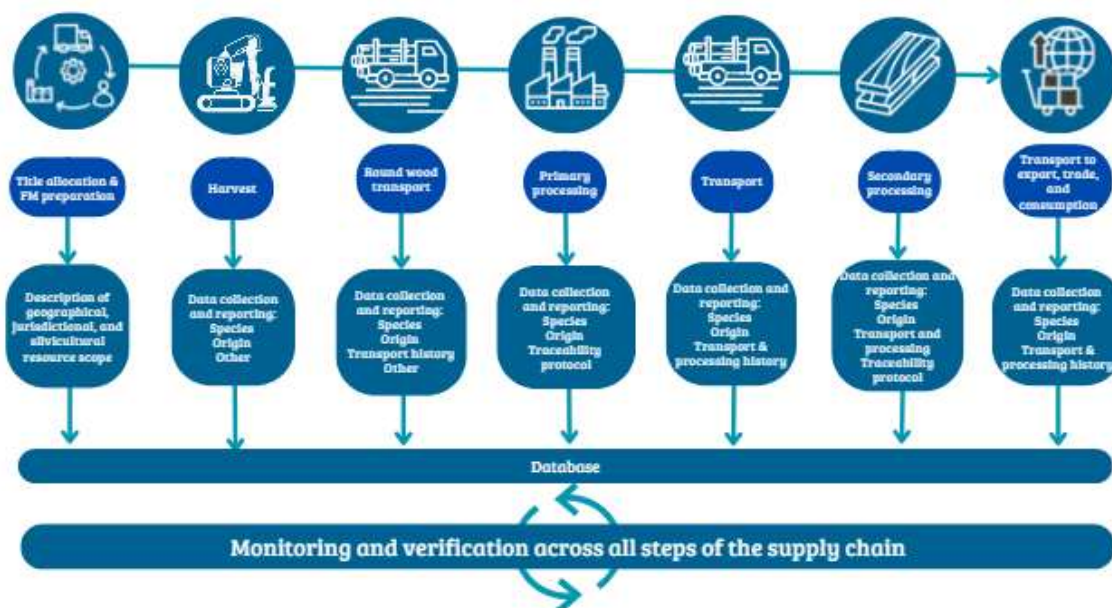 Title allocation &
FM preparation
Harvest
Round wood
transport
Primary
processing
Transport
Secondary
processing
Transport to
export, trade,
and
consumption
Description of
geographical,
jurisdictional, and
silvicultural
resource scope
Data collection
and reporting:
Species
Origin
Other
Data collection
and reporting:
Species
Origin
Transport history
Other
Data collection
and reporting:
Species
Origin
Traceability
protocol
Data collection and
reporting:
Species
Origin
Transport &
processing history
Data collection and
reporting:
Species
Origin
Transport and
processing
Traceability
protocol
Data collection and
reporting:
Species
Origin
Transport &
processing history
Database
Monitoring and verification across all steps of the supply chain